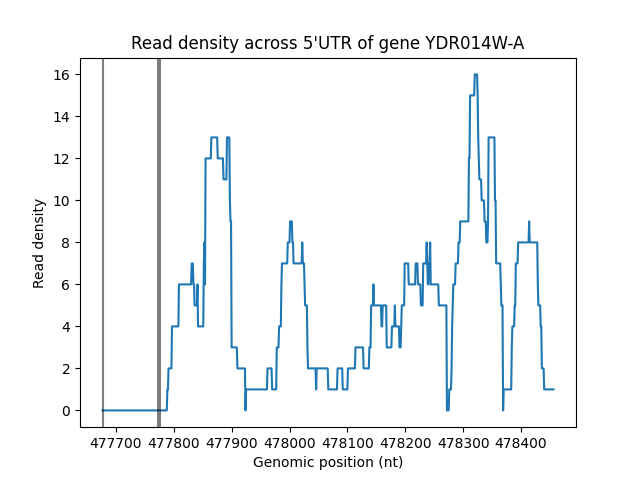 Read density across 5'UTR of gene YDR014W-A
16
14
12
10
8
6
4
2
0
Read density
477700 477800 477900 478000 478100 478200 478300 478400
Genomic position (nt)